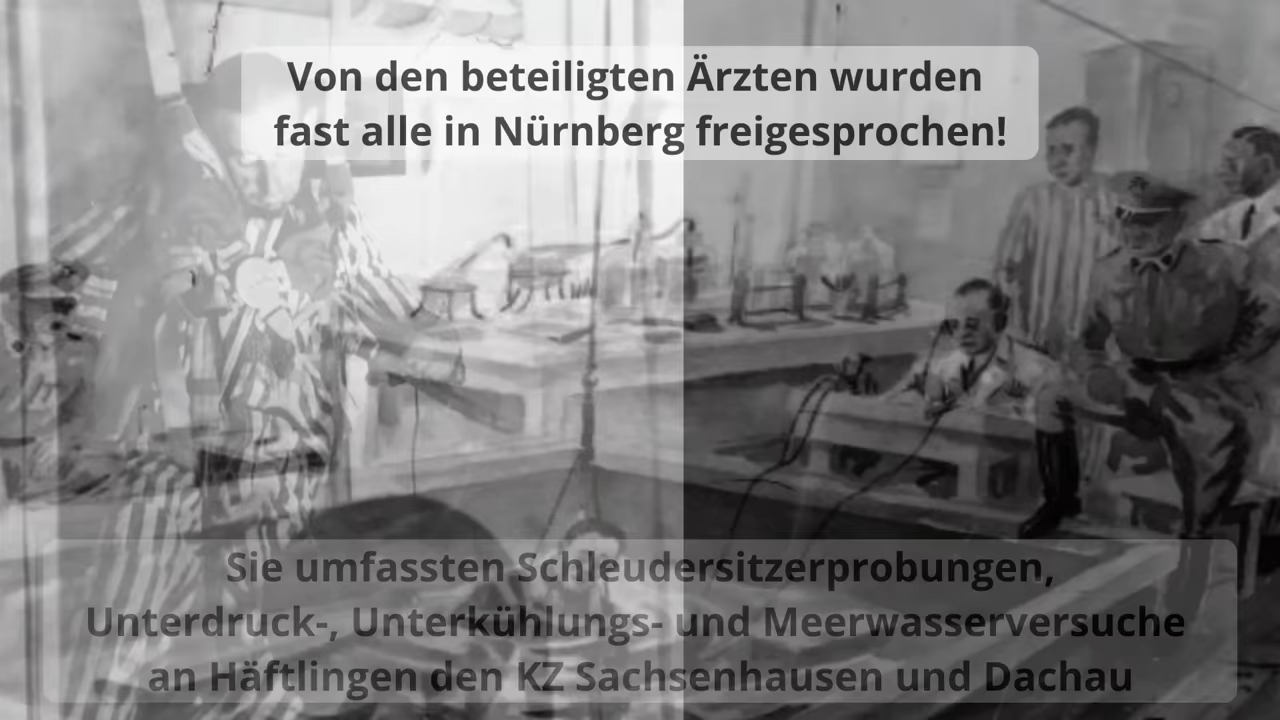 Von den beteiligten Ärzten wurden
fast alle in Nürnberg freigesprochen!
Sie umfassten Schleudersitzerprobungen,
Unterdruck-, Unterkühlungs- und Meerwasserversuche
an Häftlingen den KZ Sachsenhausen und Dachau